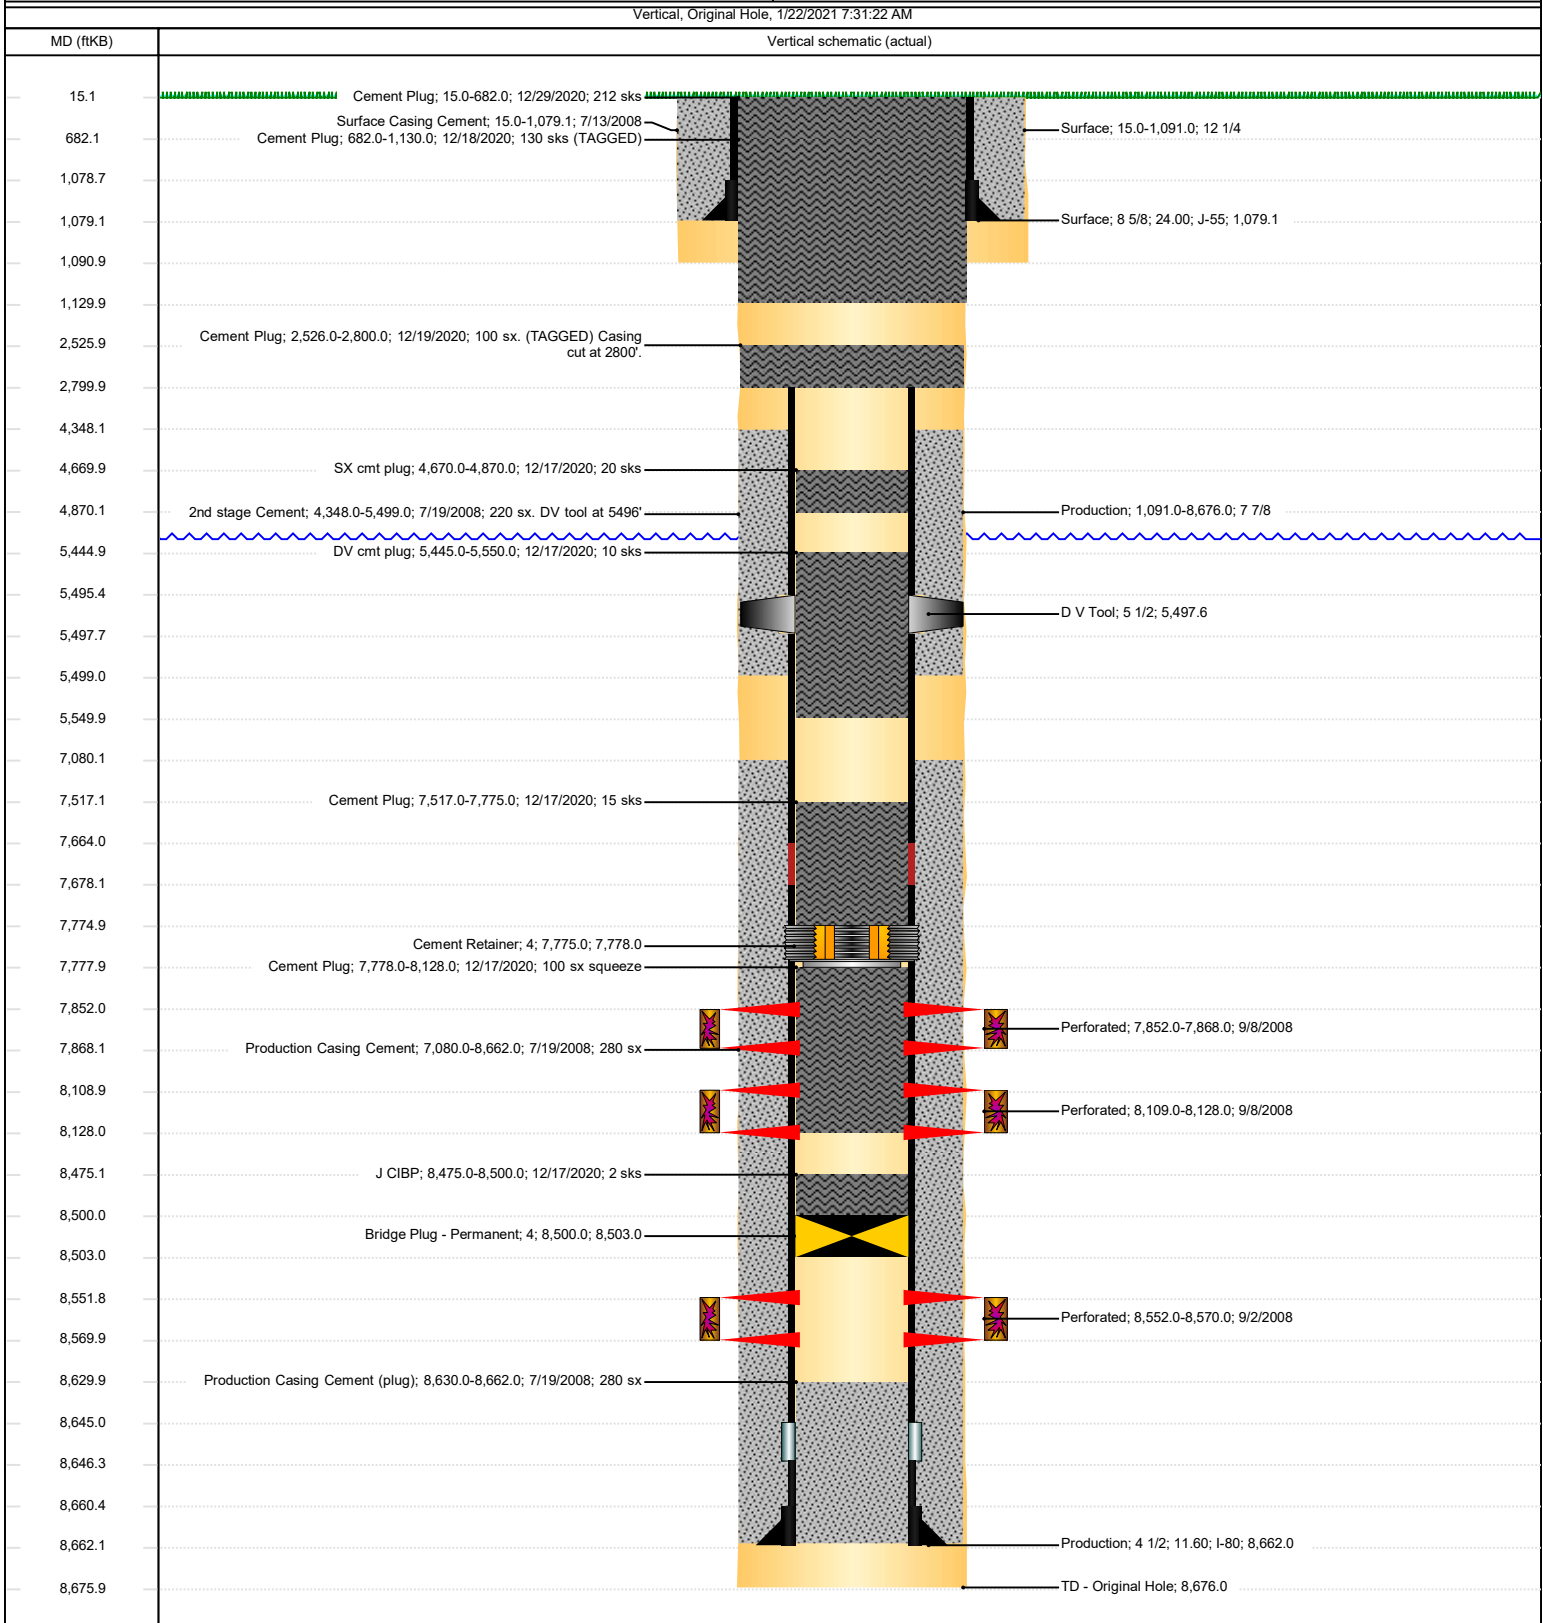 Vertical, Original Hole, 1/22/2021 7:31:22 AM
MD (ftKB)
Vertical schematic (actual)
15.1
Cement Plug; 15.0-682.0; 12/29/2020; 212 sks
Surface Casing Cement; 15.0-1,079.1; 7/13/2008
Surface; 15.0-1,091.0; 12 1/4
682.1
Cement Plug; 682.0-1,130.0; 12/18/2020; 130 sks (TAGGED)
1,078.7
1,079.1
Surface; 8 5/8; 24.00; J-55; 1,079.1
1,090.9
1,129.9
Cement Plug; 2,526.0-2,800.0; 12/19/2020; 100 sx. (TAGGED) Casing
cut at 2800'.
2,525.9
2,799.9
4,348.1
4,669.9
SX cmt plug; 4,670.0-4,870.0; 12/17/2020; 20 sks
4,870.1
2nd stage Cement; 4,348.0-5,499.0; 7/19/2008; 220 sx. DV tool at 5496'
Production; 1,091.0-8,676.0; 7 7/8
5,444.9
DV cmt plug; 5,445.0-5,550.0; 12/17/2020; 10 sks
5,495.4
D V Tool; 5 1/2; 5,497.6
5,497.7
5,499.0
5,549.9
7,080.1
7,517.1
Cement Plug; 7,517.0-7,775.0; 12/17/2020; 15 sks
7,664.0
7,678.1
7,774.9
Cement Retainer; 4; 7,775.0; 7,778.0
7,777.9
Cement Plug; 7,778.0-8,128.0; 12/17/2020; 100 sx squeeze
7,852.0
Perforated; 7,852.0-7,868.0; 9/8/2008
7,868.1
Production Casing Cement; 7,080.0-8,662.0; 7/19/2008; 280 sx
8,108.9
Perforated; 8,109.0-8,128.0; 9/8/2008
8,128.0
8,475.1
J CIBP; 8,475.0-8,500.0; 12/17/2020; 2 sks
8,500.0
Bridge Plug - Permanent; 4; 8,500.0; 8,503.0
8,503.0
8,551.8
Perforated; 8,552.0-8,570.0; 9/2/2008
8,569.9
8,629.9
Production Casing Cement (plug); 8,630.0-8,662.0; 7/19/2008; 280 sx
8,645.0
8,646.3
8,660.4
8,662.1
Production; 4 1/2; 11.60; I-80; 8,662.0
8,675.9
TD - Original Hole; 8,676.0